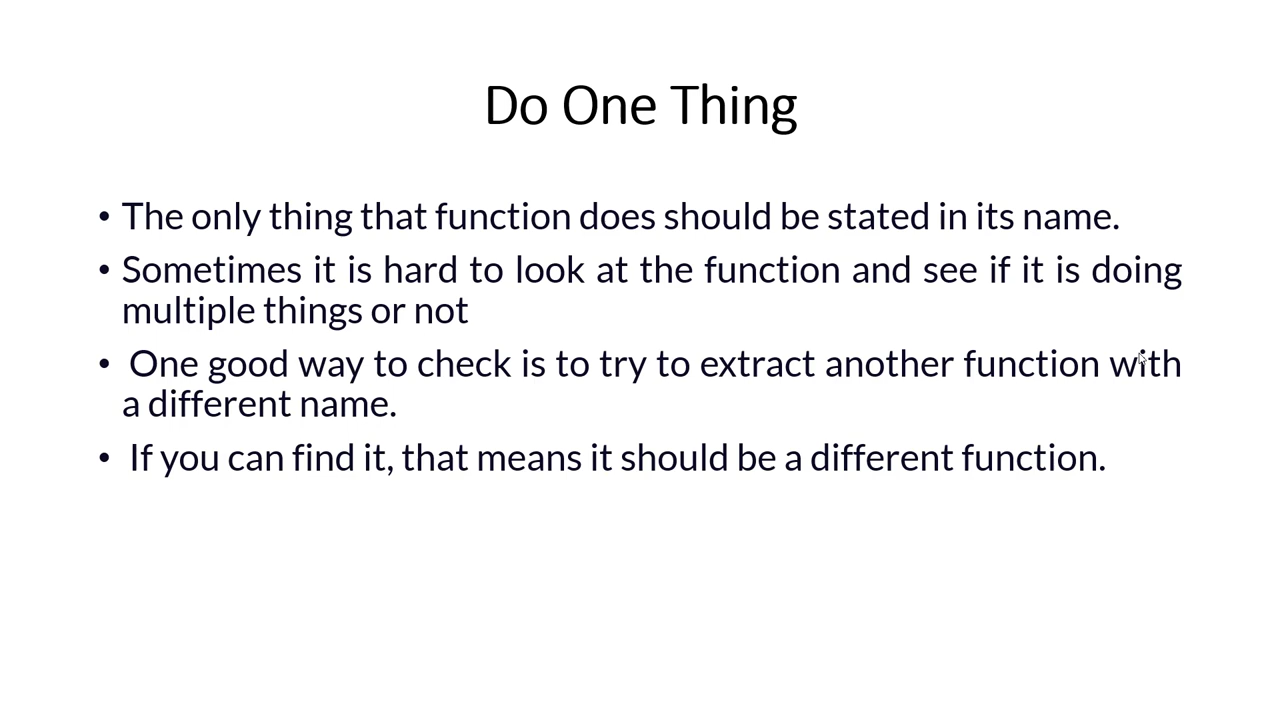 Do One Thing
• The only thing that function does should be stated in its name.
• Sometimes it is hard to look at the function and see if it is doing
multiple things or not
• One good way to check is to try to extract another function with
a different name.
• If you can find it, that means it should be a different function.